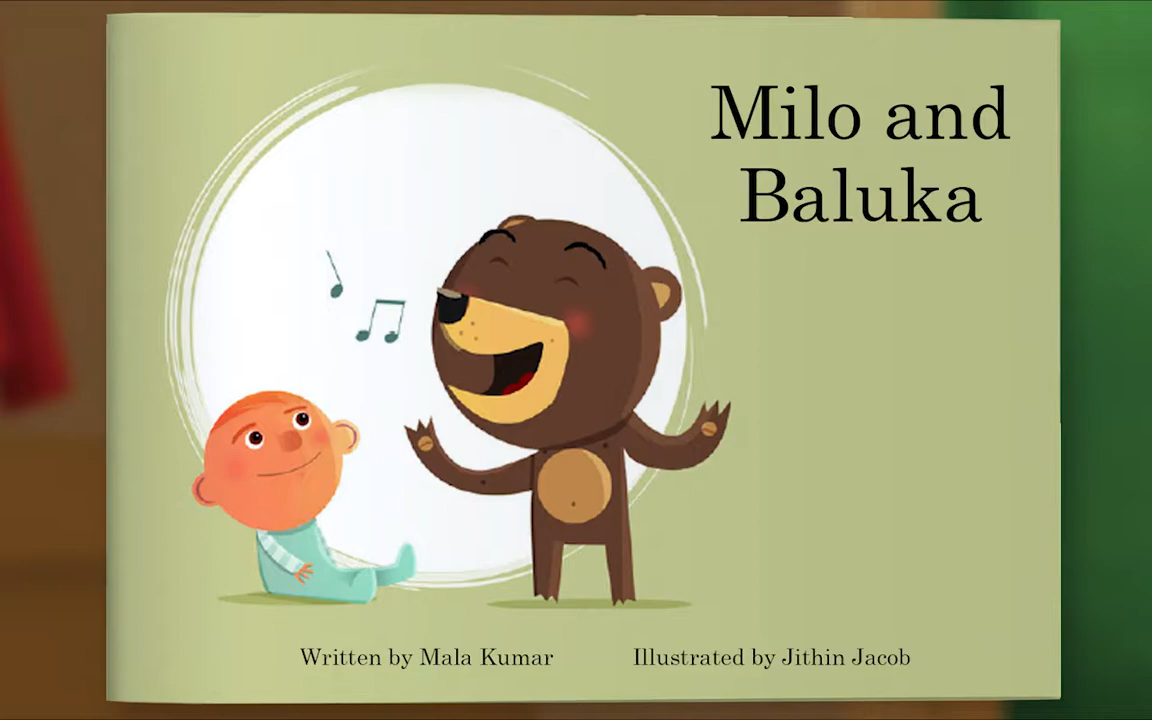 Milo and
Baluka
Written by Mala Kumar
Illustrated by Jithin Jacob